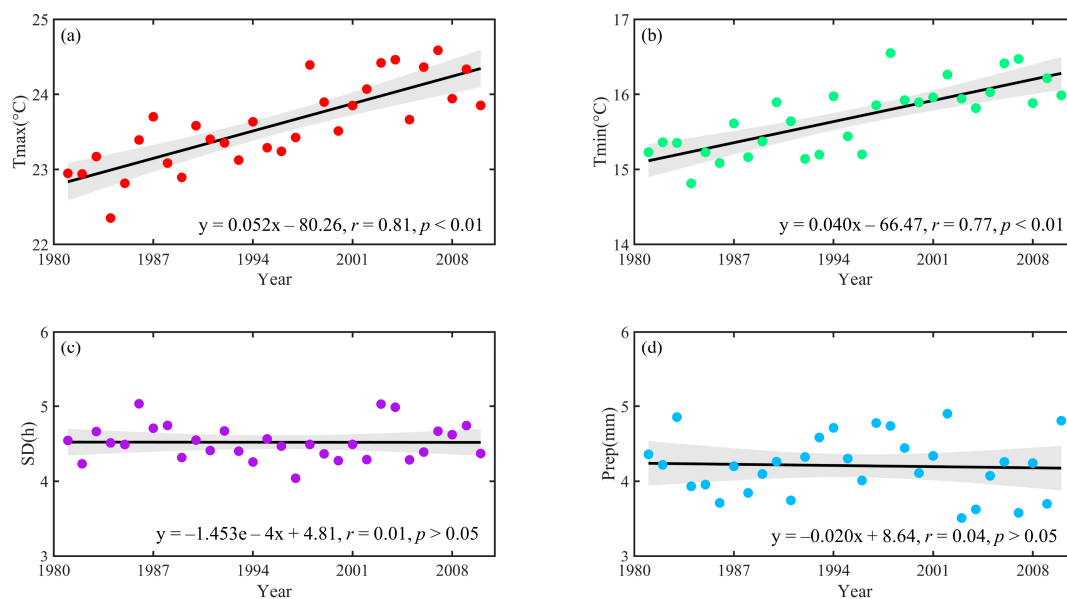 (a)
25
24
23
22
Tmax(°C)
y = 0.052x – 80.26, r = 0.81, p < 0.01
1980 1987 1994 2001 2008
Year
(b)
17
16
15
14
Tmin(°C)
y = 0.040x – 66.47, r = 0.77, p < 0.01
1980 1987 1994 2001 2008
Year
(c)
6
5
4
3
SD(h)
y = –1.453e – 4x + 4.81, r = 0.01, p > 0.05
1980 1987 1994 2001 2008
Year
(d)
6
5
4
3
Prep(mm)
y = –0.020x + 8.64, r = 0.04, p > 0.05
1980 1987 1994 2001 2008
Year